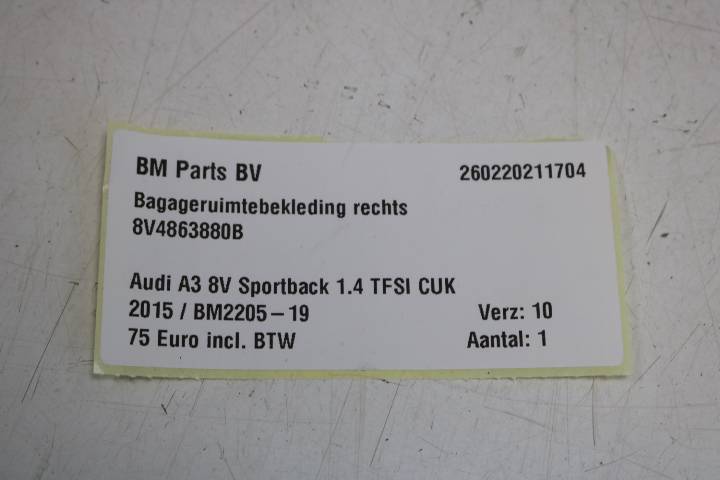 BM Parts BV 260220211704
Bagageruimtebekleding rechts
8V4863880B
Audi A3 8V Sportback 1.4 TFSI CUK
2015 / BM2205-19 Verz: 10
75 Euro incl. BTW Aantal: 1